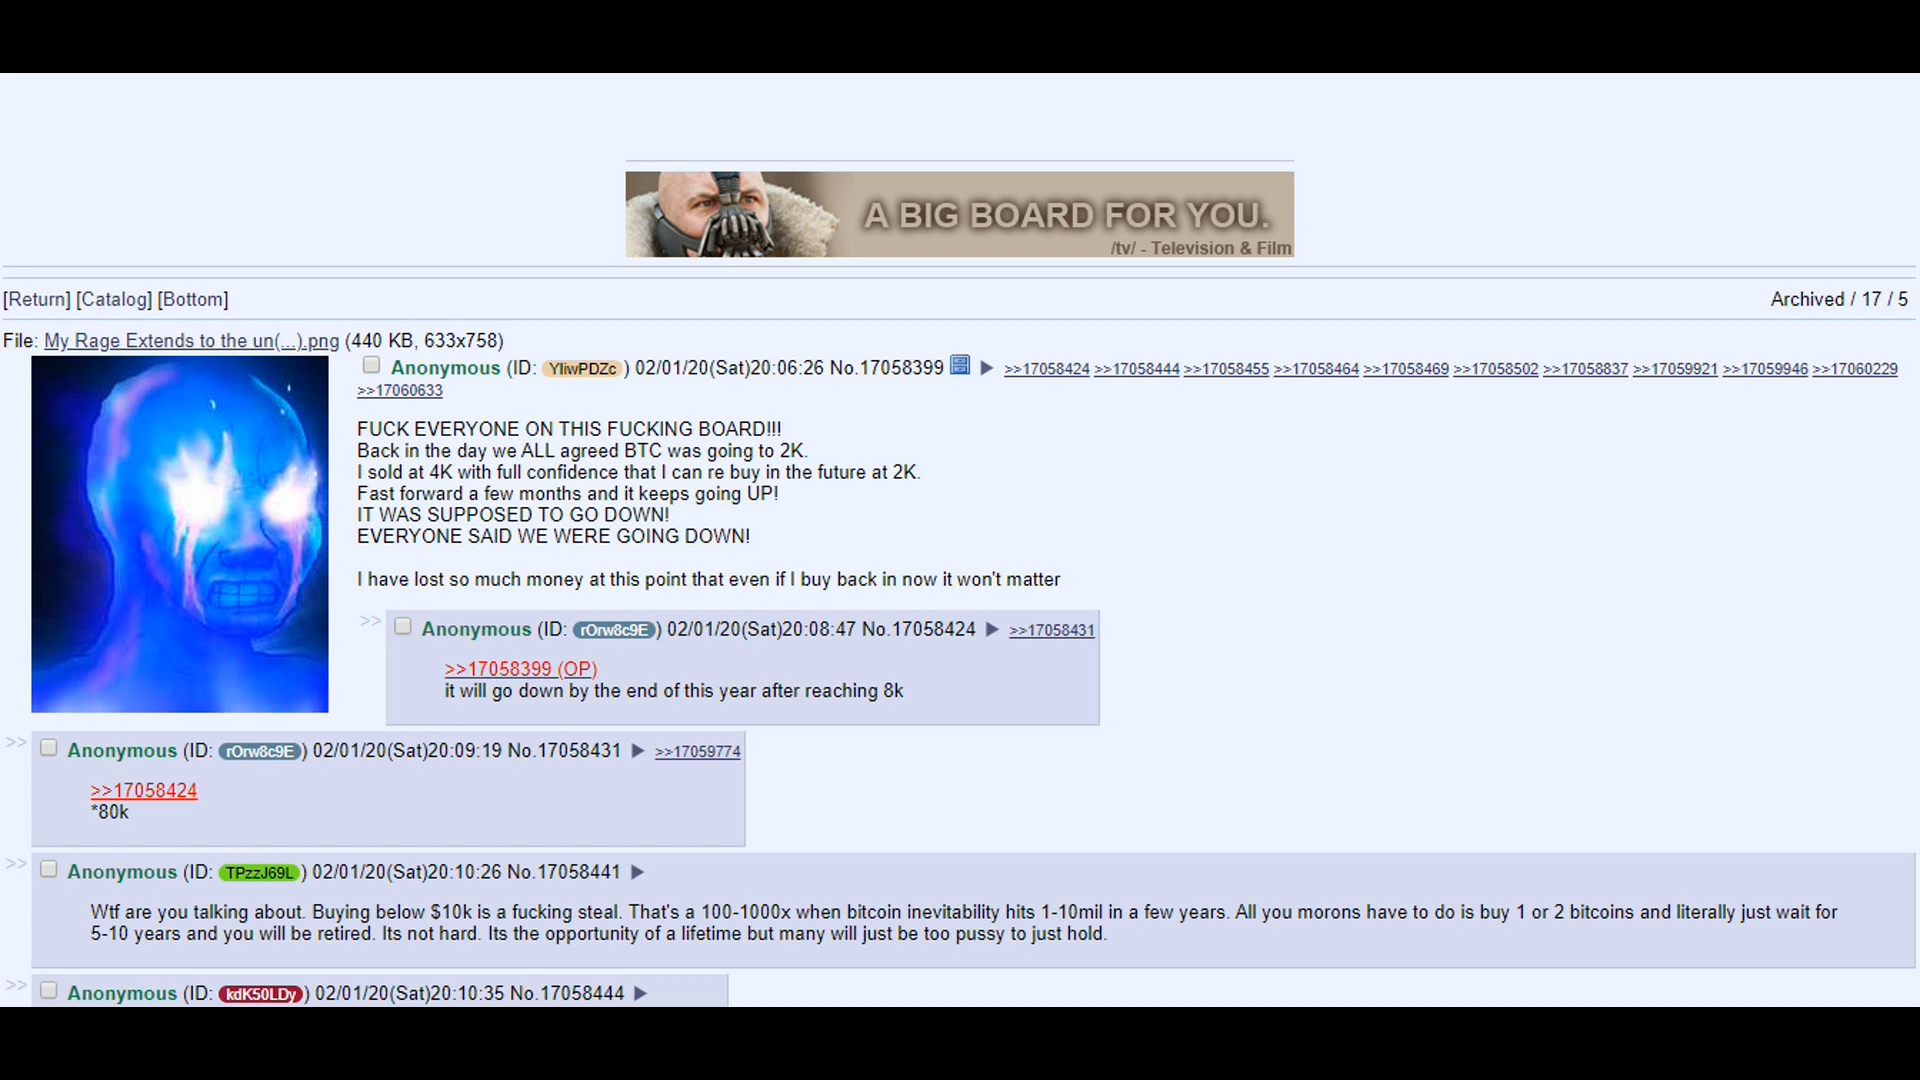 A BIG BOARD FOR YOU.
/tv/ - Television & Film
[Return] [Catalog] [Bottom]
Archived / 17 / 5
File: My Rage Extends to the un(...).png (440 KB, 633x758)
Anonymous (ID: YIiwPDZc ) 02/01/20(Sat)20:06:26 No.17058399 ▶ >>17058424 >>17058444 >>17058455 >>17058464 >>17058469 >>17058502 >>17058837 >>17059921 >>17059946 >>17060229
>>17060633
FUCK EVERYONE ON THIS FUCKING BOARD!!!
Back in the day we ALL agreed BTC was going to 2K.
I sold at 4K with full confidence that I can re buy in the future at 2K.
Fast forward a few months and it keeps going UP!
IT WAS SUPPOSED TO GO DOWN!
EVERYONE SAID WE WERE GOING DOWN!
I have lost so much money at this point that even if I buy back in now it won't matter
>> Anonymous (ID: rOrw8c9E ) 02/01/20(Sat)20:08:47 No.17058424 ▶ >>17058431
>>17058399 (OP)
it will go down by the end of this year after reaching 8k
>> Anonymous (ID: rOrw8c9E ) 02/01/20(Sat)20:09:19 No.17058431 ▶ >>17059774
>>17058424
*80k
>> Anonymous (ID: TPzzJ69L ) 02/01/20(Sat)20:10:26 No.17058441 ▶
Wtf are you talking about. Buying below $10k is a fucking steal. That's a 100-1000x when bitcoin inevitability hits 1-10mil in a few years. All you morons have to do is buy 1 or 2 bitcoins and literally just wait for
5-10 years and you will be retired. Its not hard. Its the opportunity of a lifetime but many will just be too pussy to just hold.
>> Anonymous (ID: kdK50LDy ) 02/01/20(Sat)20:10:35 No.17058444 ▶